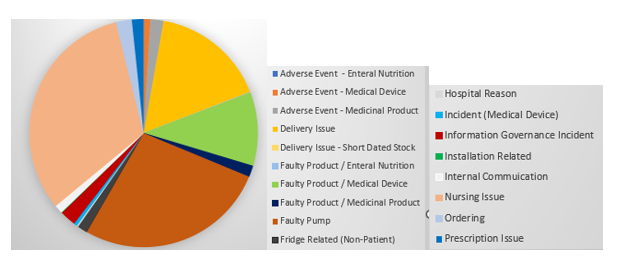 Adverse Event - Enteral Nutrition
Adverse Event - Medical Device
Adverse Event - Medicinal Product
Delivery Issue
Delivery Issue - Short Dated Stock
Faulty Product / Enteral Nutrition
Faulty Product / Medical Device
Faulty Product / Medicinal Product
Faulty Pump
Fridge Related (Non-Patient)
Hospital Reason
Incident (Medical Device)
Information Governance Incident
Installation Related
Internal Commuication
Nursing Issue
Ordering
Prescription Issue